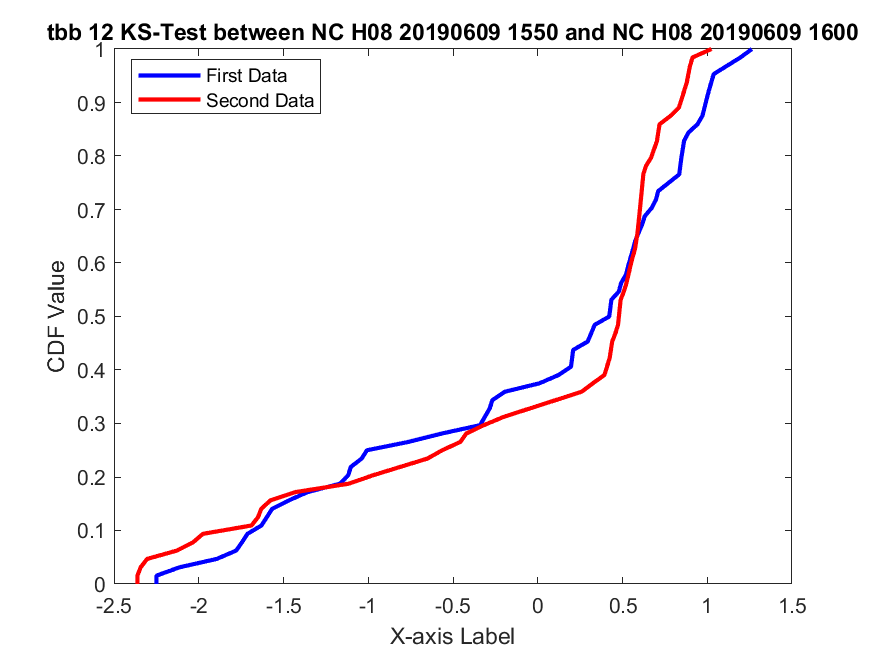 tbb 12 KS-Test between NC H08 20190609 1550 and NC H08 20190609 1600
First Data
Second Data
1
0.9
0.8
0.7
0.6
0.5
0.4
0.3
0.2
0.1
0
CDF Value
-2.5 -2 -1.5 -1 -0.5 0 0.5 1 1.5
X-axis Label